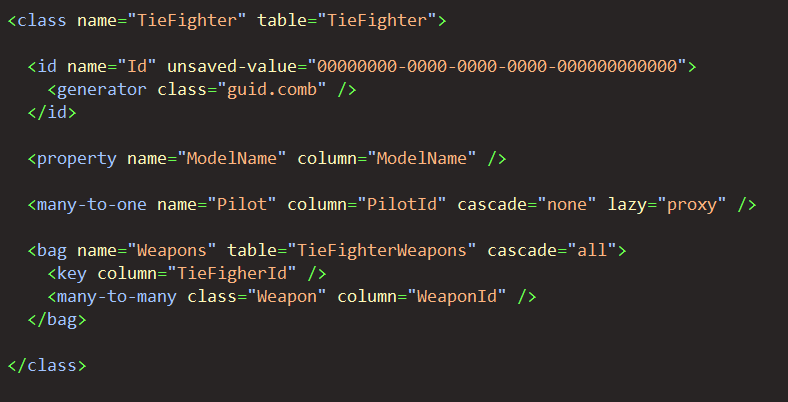 <class name="TieFighter" table="TieFighter">
<id name="Id" unsaved-value="00000000-0000-0000-0000-000000000000">
<generator class="guid.comb" />
</id>
<property name="ModelName" column="ModelName" />
<many-to-one name="Pilot" column="PilotId" cascade="none" lazy="proxy" />
<bag name="Weapons" table="TieFighterWeapons" cascade="all">
<key column="TieFigherId" />
<many-to-many class="Weapon" column="WeaponId" />
</bag>
</class>